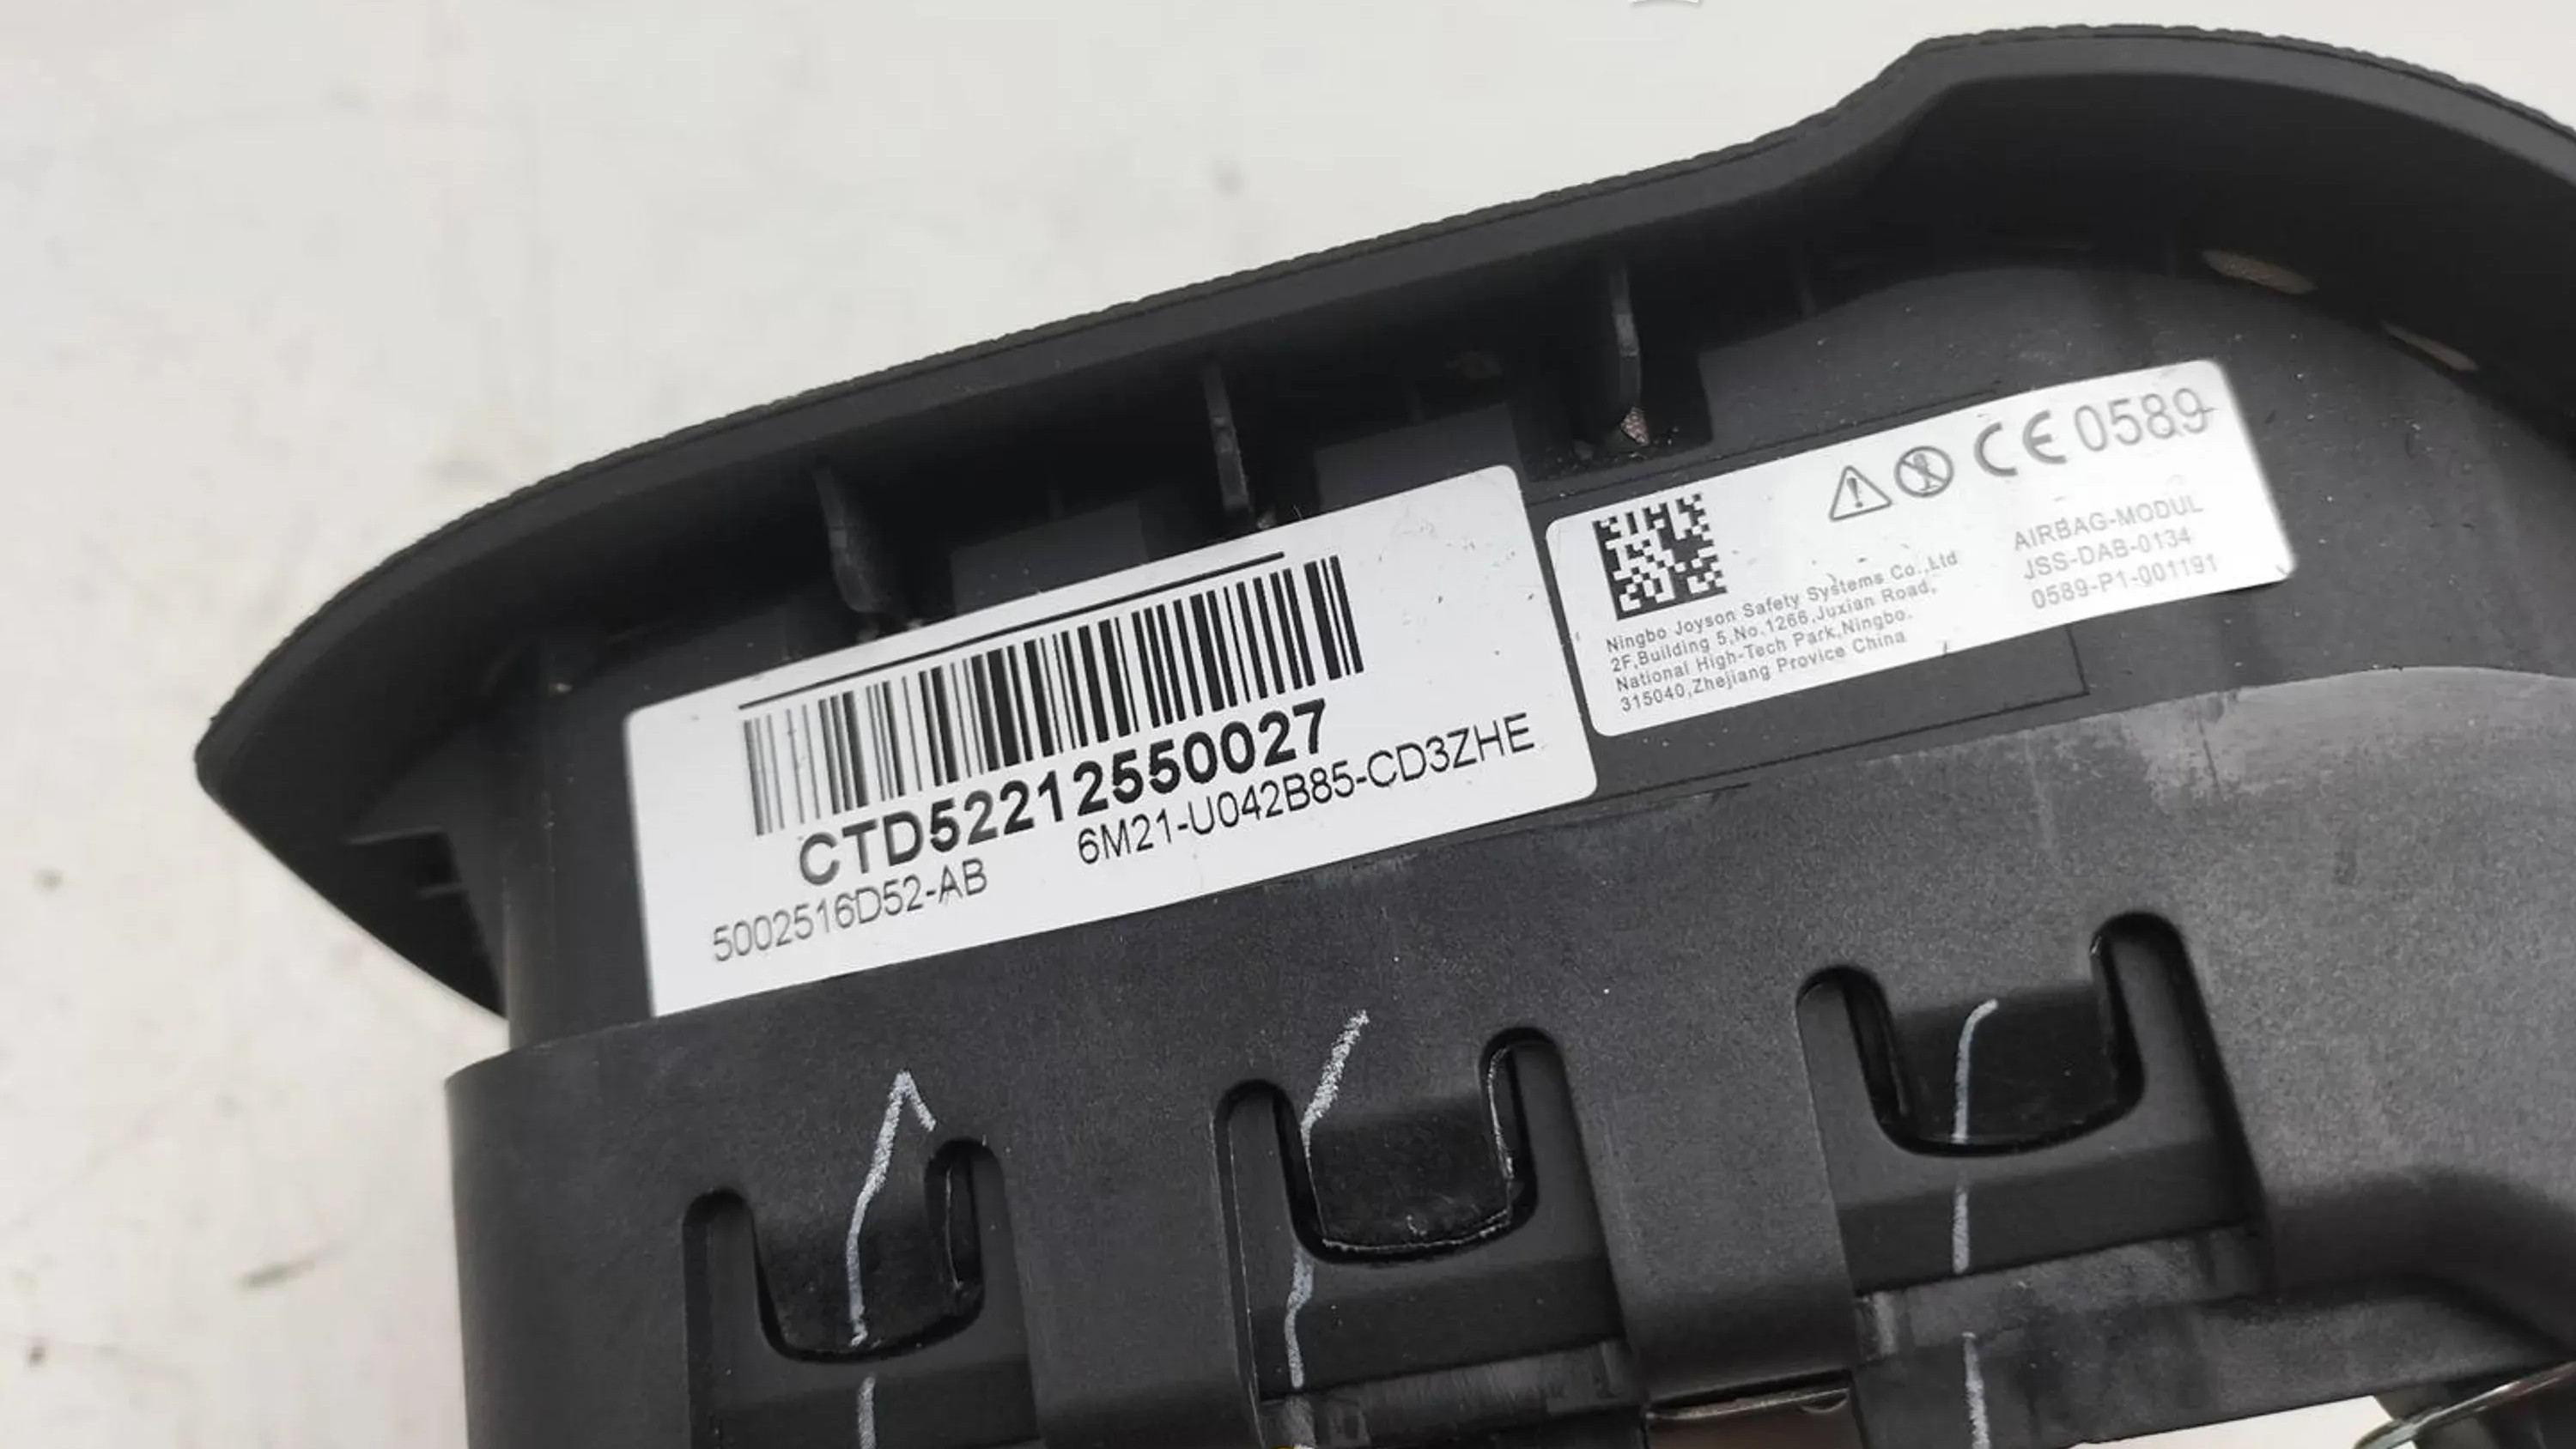 CTD52212550027
5002516D52-AB 6M21-U042B85-CD3ZHE
CE 0589
Ningbo Joyson Safety Systems Co.,Ltd
2F,Building 5,No.1266,Juxian Road,
National High-Tech Park,Ningbo.
315040,Zhejiang Provice China
AIRBAG-MODUL
JSS-DAB-0134
0589-P1-001191